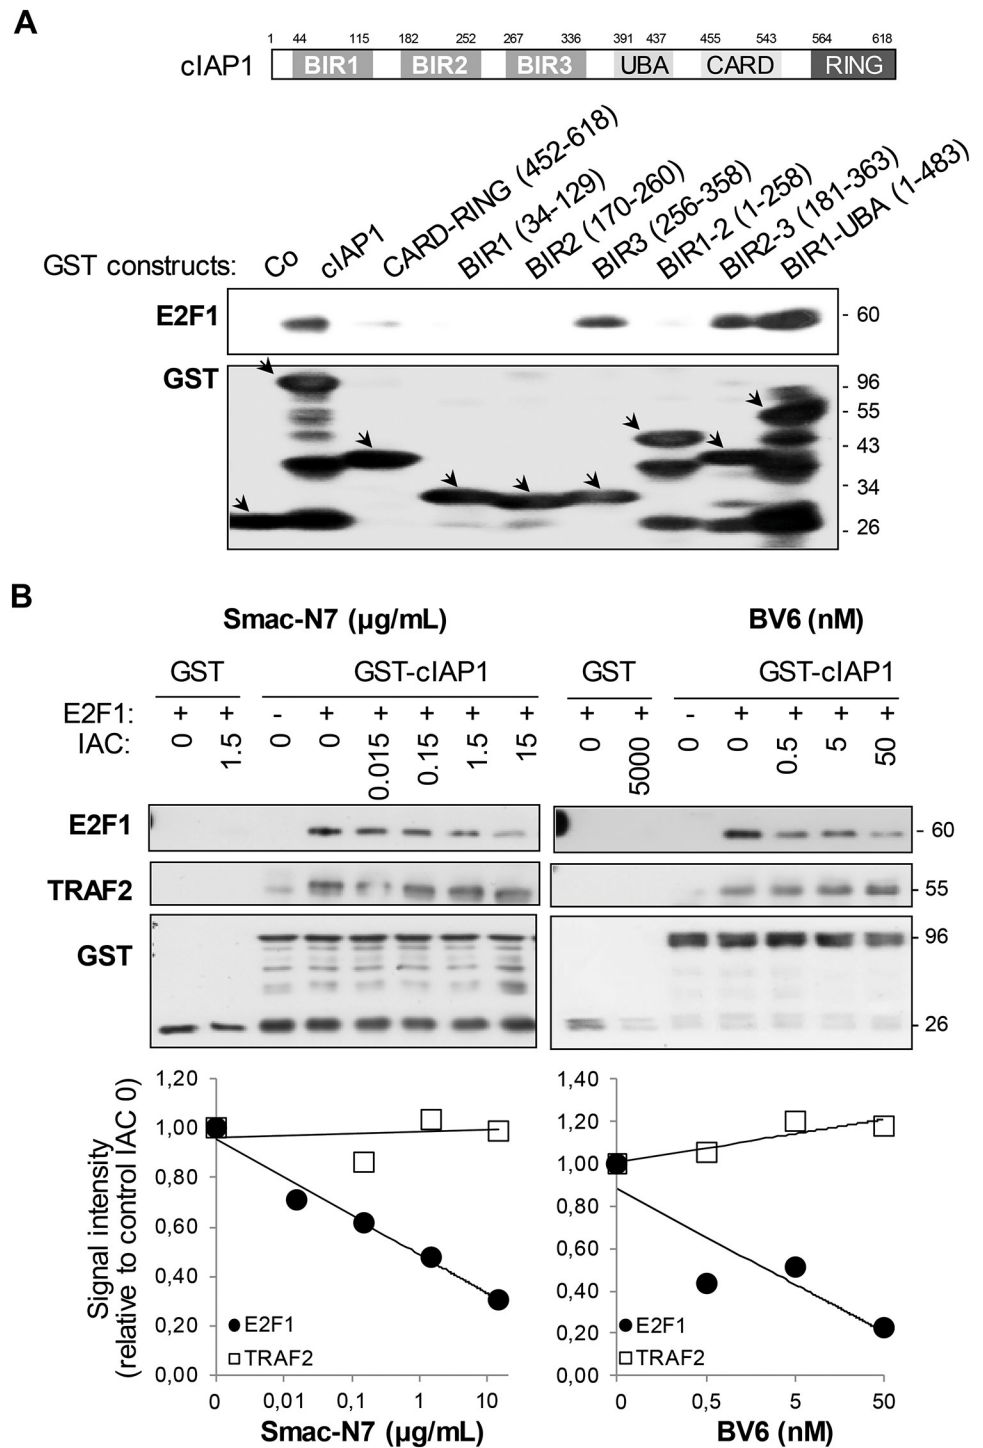 A
1 44 115 182 252 267 336 391 437 455 543 564 618
cIAP1 BIR1 BIR2 BIR3 UBA CARD RING
GST constructs: Co cIAP1 CARD-RING (452-618) BIR1 (34-129) BIR2 (170-260) BIR3 (256-358) BIR1-2 (1-258) BIR2-3 (181-363) BIR1-UBA (1-483)
E2F1 - 60
GST - 96
- 55
- 43
- 34
- 26
B
Smac-N7 (µg/mL) BV6 (nM)
GST GST-cIAP1 GST GST-cIAP1
E2F1: + + - + + + + + + + - + + + +
IAC: 0 1.5 0 0 0.015 0.15 1.5 15 0 5000 0 0 0.5 5 50
E2F1 - 60
TRAF2 - 55
GST - 96
- 26
Signal intensity
(relative to control IAC 0)
1,20
1,00
0,80
0,60
0,40
0,20
0,00
E2F1
TRAF2
0 0,01 0,1 1 10
Smac-N7 (µg/mL)
1,40
1,20
1,00
0,80
0,60
0,40
0,20
0,00
E2F1
TRAF2
0 0,5 5 50
BV6 (nM)